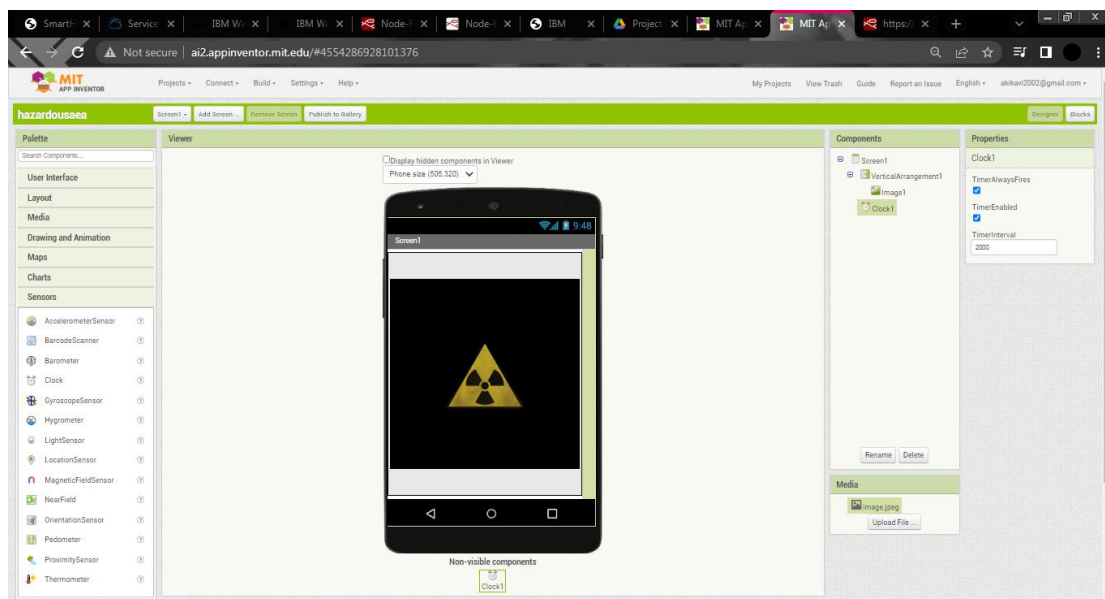 SmartF
Service
IBM W
IBM W
Node-F
Node-F
IBM
Project
MIT Ap
MIT Ap
https://
Not secure | ai2.appinventor.mit.edu/#4554286928101376
MIT
APP INVENTOR
Projects Connect Build Settings Help
My Projects View Trash Guide Report an Issue English akikavi2002@gmail.com
hazardousaea
Screen1 Add Screen ... Remove Screen Publish to Gallery
Designer Blocks
Palette
Search Components...
User Interface
Layout
Media
Drawing and Animation
Maps
Charts
Sensors
AccelerometerSensor
BarcodeScanner
Barometer
Clock
GyroscopeSensor
Hygrometer
LightSensor
LocationSensor
MagneticFieldSensor
NearField
OrientationSensor
Pedometer
ProximitySensor
Thermometer
Viewer
Display hidden components in Viewer
Phone size (505,320)
9:48
Screen1
Non-visible components
Clock1
Components
Screen1
VerticalArrangement1
Image1
Clock1
Rename Delete
Media
image.jpeg
Upload File ...
Properties
Clock1
TimerAlwaysFires
TimerEnabled
TimerInterval
2000